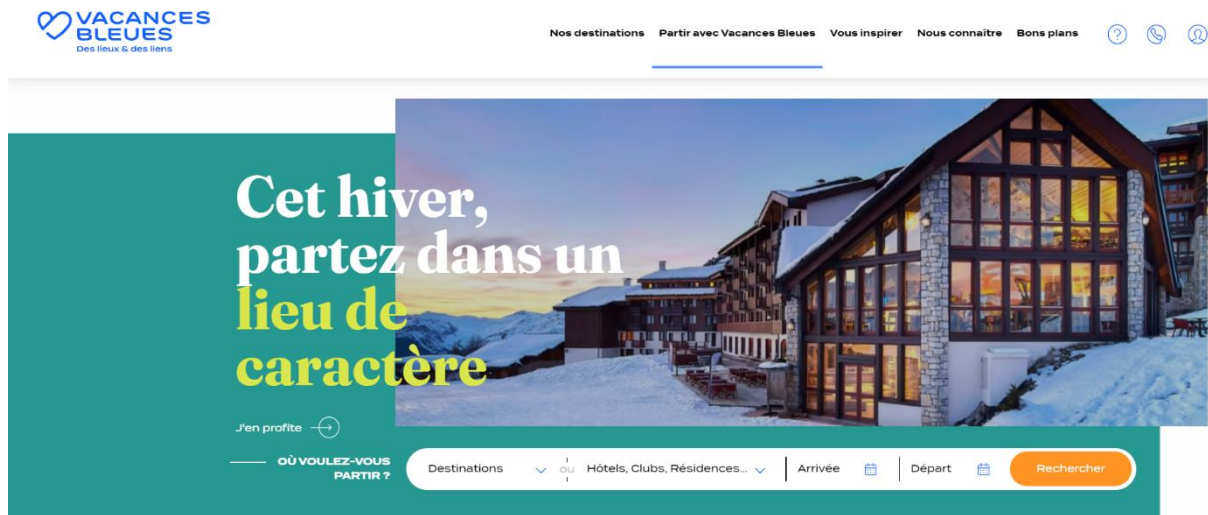 VACANCES
BLEUES
Des lieux & des liens
Nos destinations Partir avec Vacances Bleues Vous inspirer Nous connaître Bons plans
Cet hiver,
partez dans un
lieu de
caractère
J'en profite
OÙ VOULEZ-VOUS
PARTIR ?
Destinations ou Hôtels, Clubs, Résidences... Arrivée Départ Rechercher